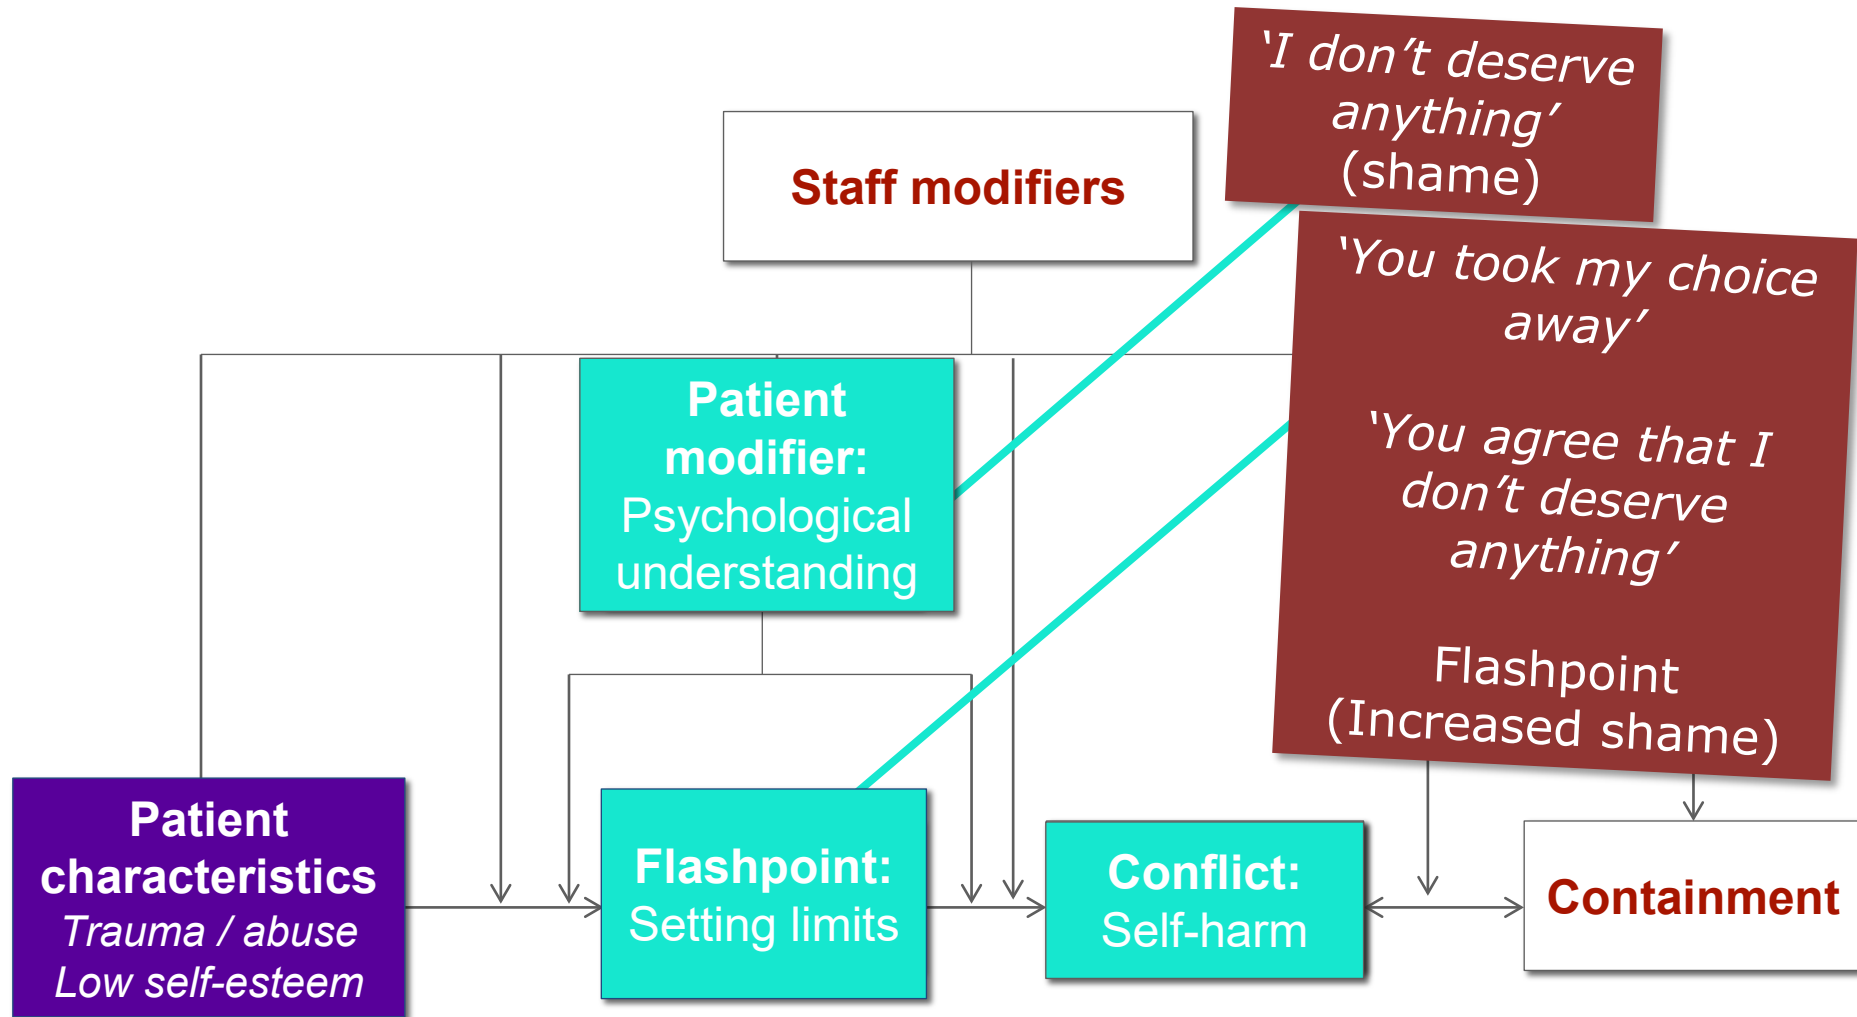 ‘I don’t deserve
anything’
(shame)
Staff modifiers
‘You took my choice
away’
‘You agree that I
don’t deserve
anything’
Flashpoint
(Increased shame)
Patient
modifier:
Psychological
understanding
Patient
characteristics
Trauma / abuse
Low self-esteem
Flashpoint:
Setting limits
Conflict:
Self-harm
Containment